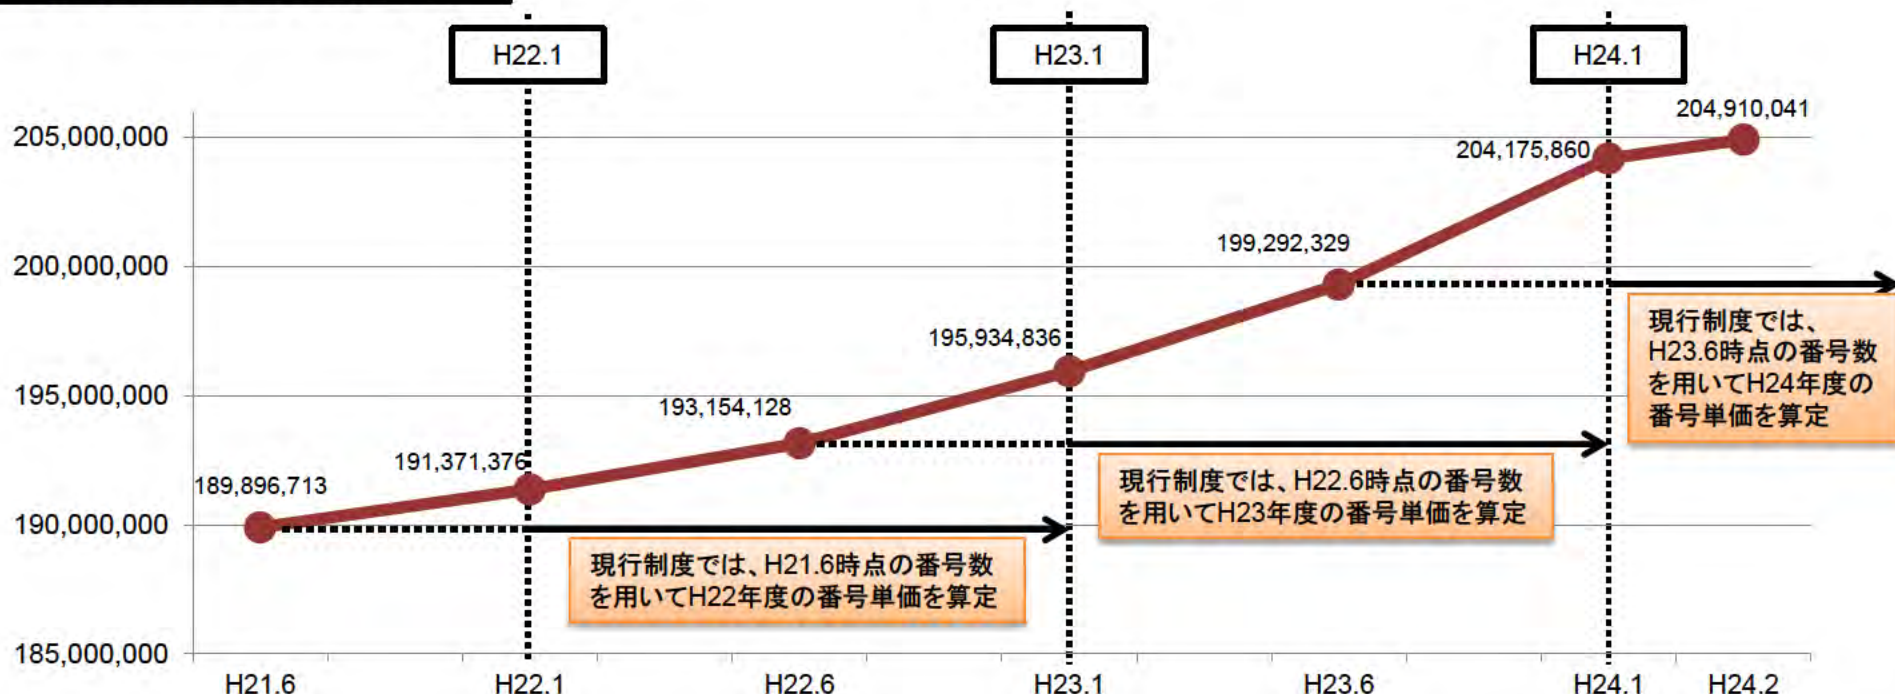 H22.1
H23.1
H24.1
205,000,000
200,000,000
195,000,000
190,000,000
185,000,000
189,896,713
191,371,376
193,154,128
195,934,836
199,292,329
204,175,860
204,910,041
現行制度では、H21.6時点の番号数
を用いてH22年度の番号単価を算定
現行制度では、H22.6時点の番号数
を用いてH23年度の番号単価を算定
現行制度では、
H23.6時点の番号数
を用いてH24年度の
番号単価を算定
H21.6
H22.1
H22.6
H23.1
H23.6
H24.1
H24.2